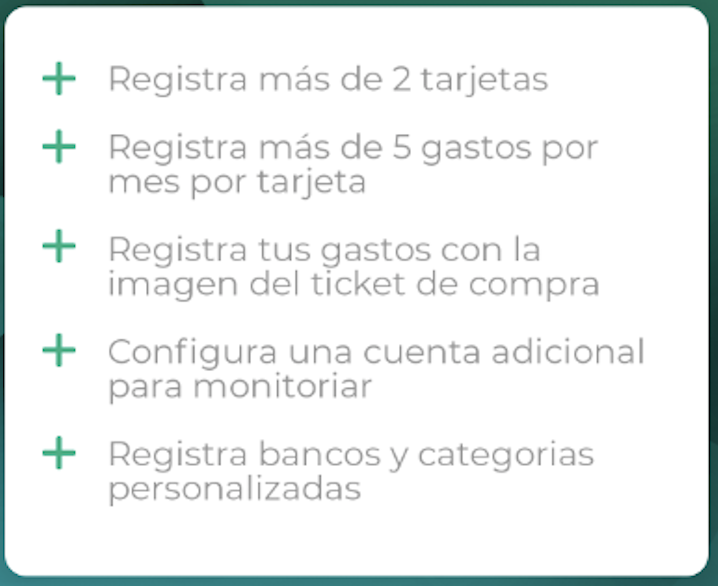 Registra más de 2 tarjetas
Registra más de 5 gastos por
mes por tarjeta
Registra tus gastos con la
imagen del ticket de compra
Configura una cuenta adicional
para monitoriar
Registra bancos y categorias
personalizadas